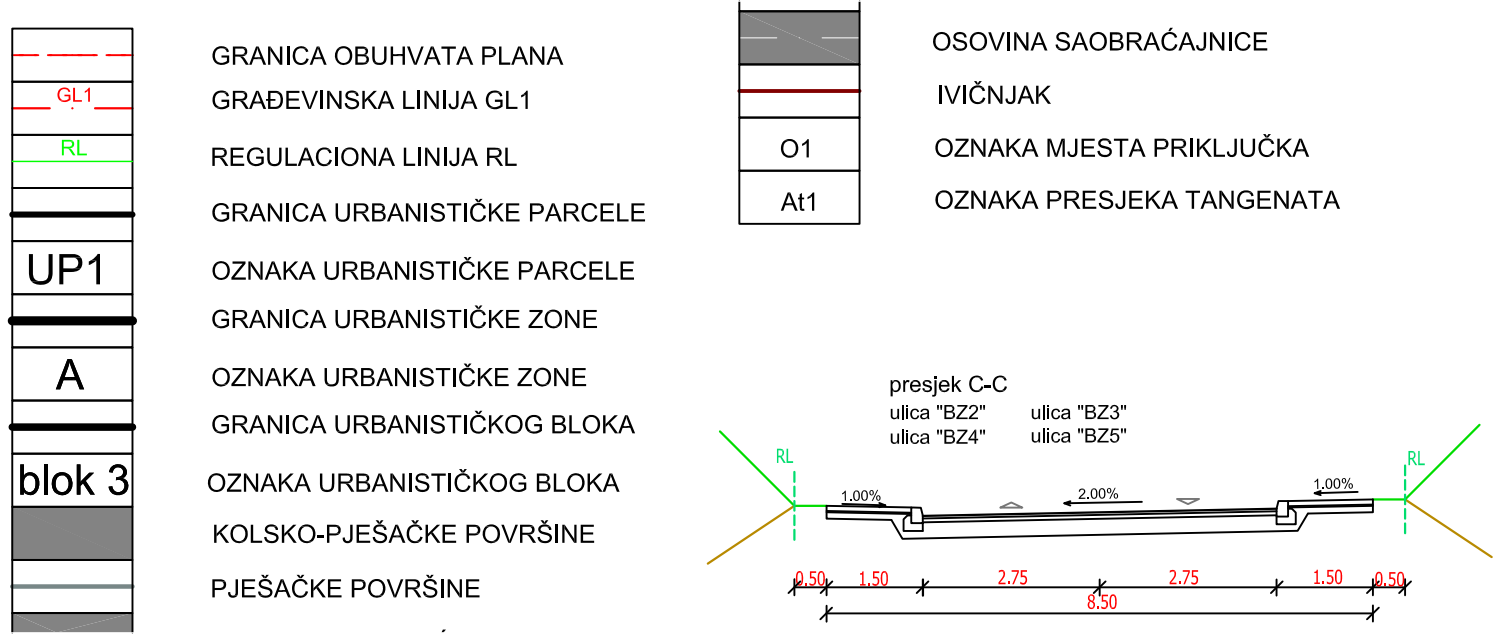 GRANICA OBUHVATA PLANA
GL1 GRAĐEVINSKA LINIJA GL1
RL REGULACIONA LINIJA RL
GRANICA URBANISTIČKE PARCELE
UP1 OZNAKA URBANISTIČKE PARCELE
GRANICA URBANISTIČKE ZONE
A OZNAKA URBANISTIČKE ZONE
GRANICA URBANISTIČKOG BLOKA
blok 3 OZNAKA URBANISTIČKOG BLOKA
KOLSKO-PJEŠAČKE POVRŠINE
PJEŠAČKE POVRŠINE
OSOVINA SAOBRAĆAJNICE
IVIČNJAK
O1 OZNAKA MJESTA PRIKLJUČKA
At1 OZNAKA PRESJEKA TANGENATA
presjek C-C
ulica "BZ2" ulica "BZ3"
ulica "BZ4" ulica "BZ5"
RL RL
1.00% 2.00% 1.00%
0.50 1.50 2.75 2.75 1.50 0.50
8.50